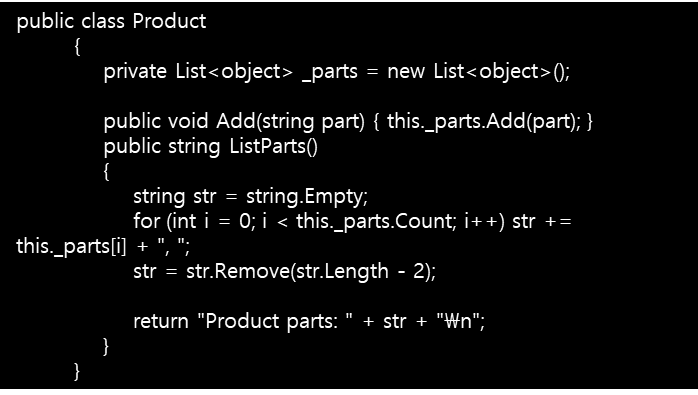 public class Product
{
private List<object> _parts = new List<object>();
public void Add(string part) { this._parts.Add(part); }
public string ListParts()
{
string str = string.Empty;
for (int i = 0; i < this._parts.Count; i++) str +=
this._parts[i] + ", ";
str = str.Remove(str.Length - 2);
return "Product parts: " + str + "₩n";
}
}